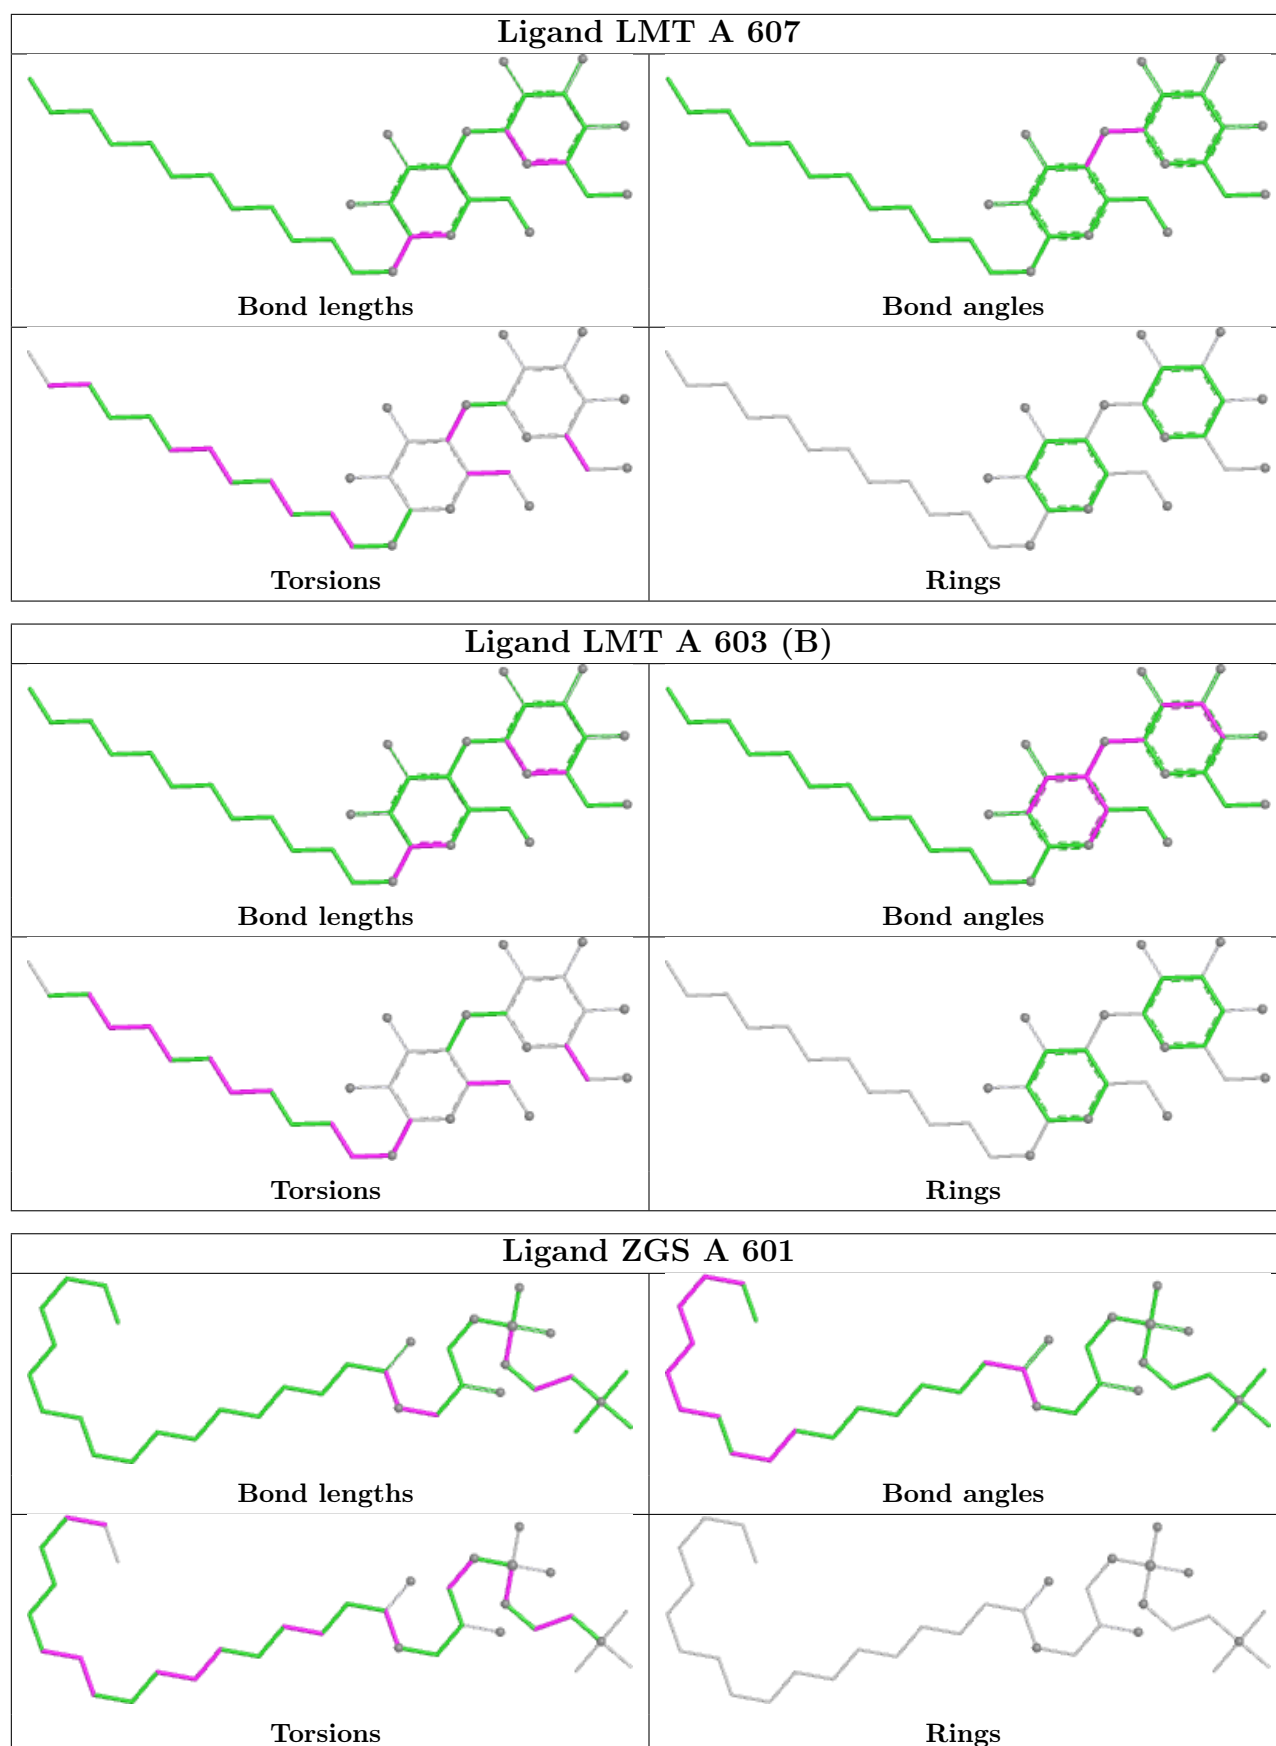 Ligand LMT A 607
Bond lengths
Bond angles
Torsions
Rings
Ligand LMT A 603 (B)
Bond lengths
Bond angles
Torsions
Rings
Ligand ZGS A 601
Bond lengths
Bond angles
Torsions
Rings